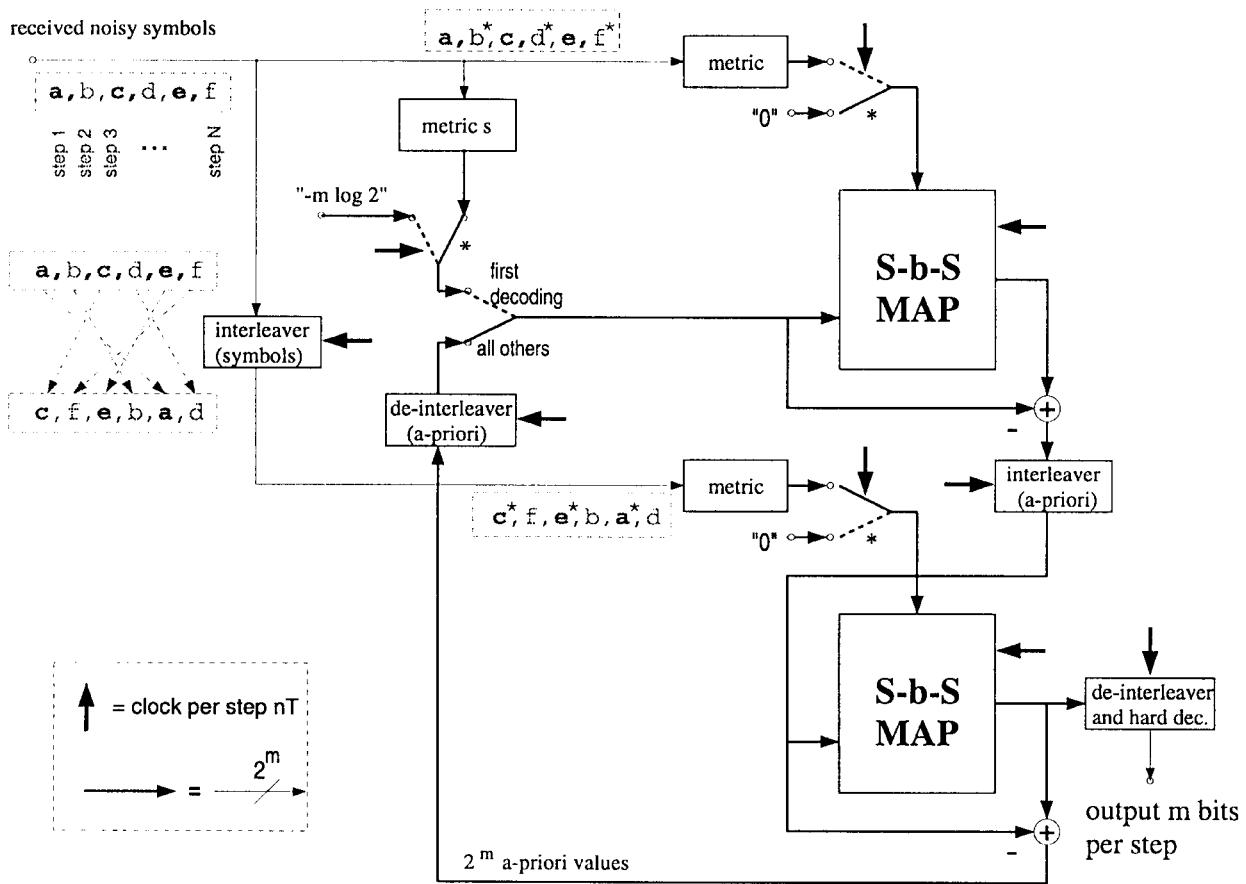 received noisy symbols
a, b*, c, d*, e, f*
a, b, c, d, e, f
step 1
step 2
step 3
...
step N
metric
"0"
*
metric s
"-m log 2"
*
S-b-S
MAP
a, b, c, d, e, f
first
decoding
all others
interleaver
(symbols)
c, f, e, b, a, d
de-interleaver
(a-priori)
+
-
interleaver
(a-priori)
metric
c*, f, e*, b, a*, d
"0"
*
S-b-S
MAP
de-interleaver
and hard dec.
= clock per step nT
= 2^m
output m bits
per step
+
-
2^m a-priori values